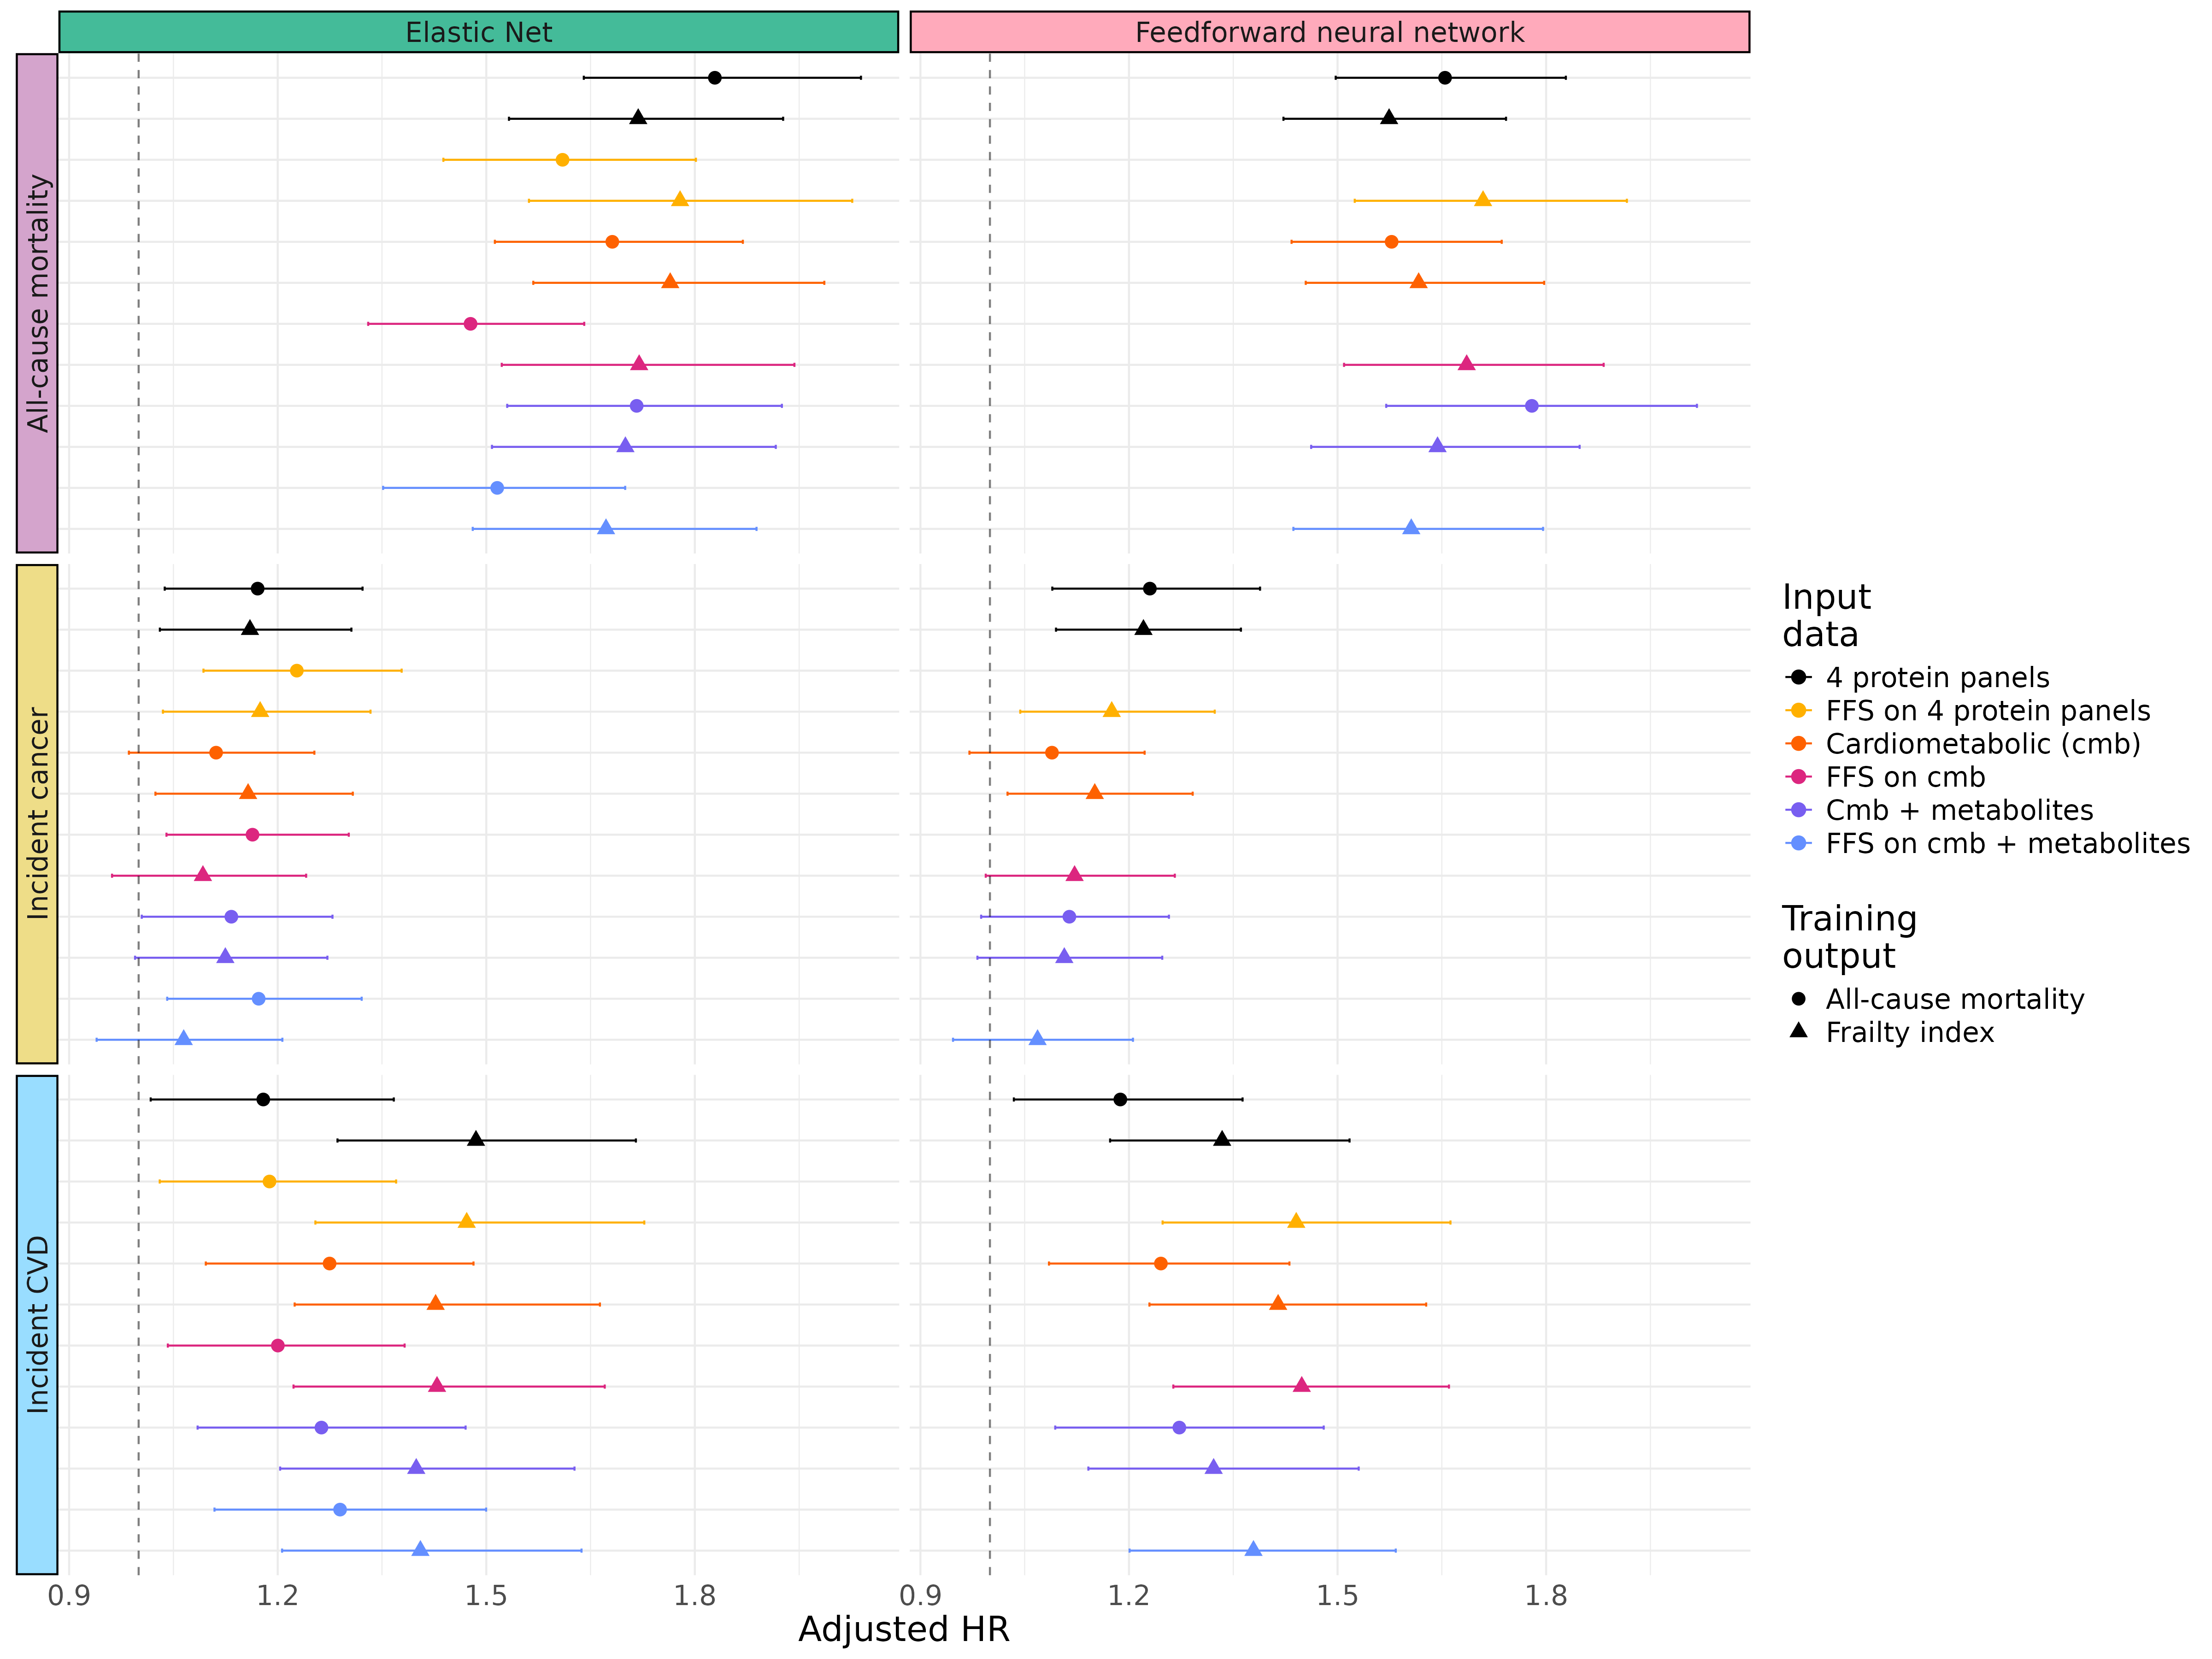 Elastic Net
Feedforward neural network
All-cause mortality
Incident cancer
Incident CVD
0.9
1.2
1.5
1.8
0.9
1.2
1.5
1.8
Adjusted HR
Input
data
4 protein panels
FFS on 4 protein panels
Cardiometabolic (cmb)
FFS on cmb
Cmb + metabolites
FFS on cmb + metabolites
Training
output
All-cause mortality
Frailty index